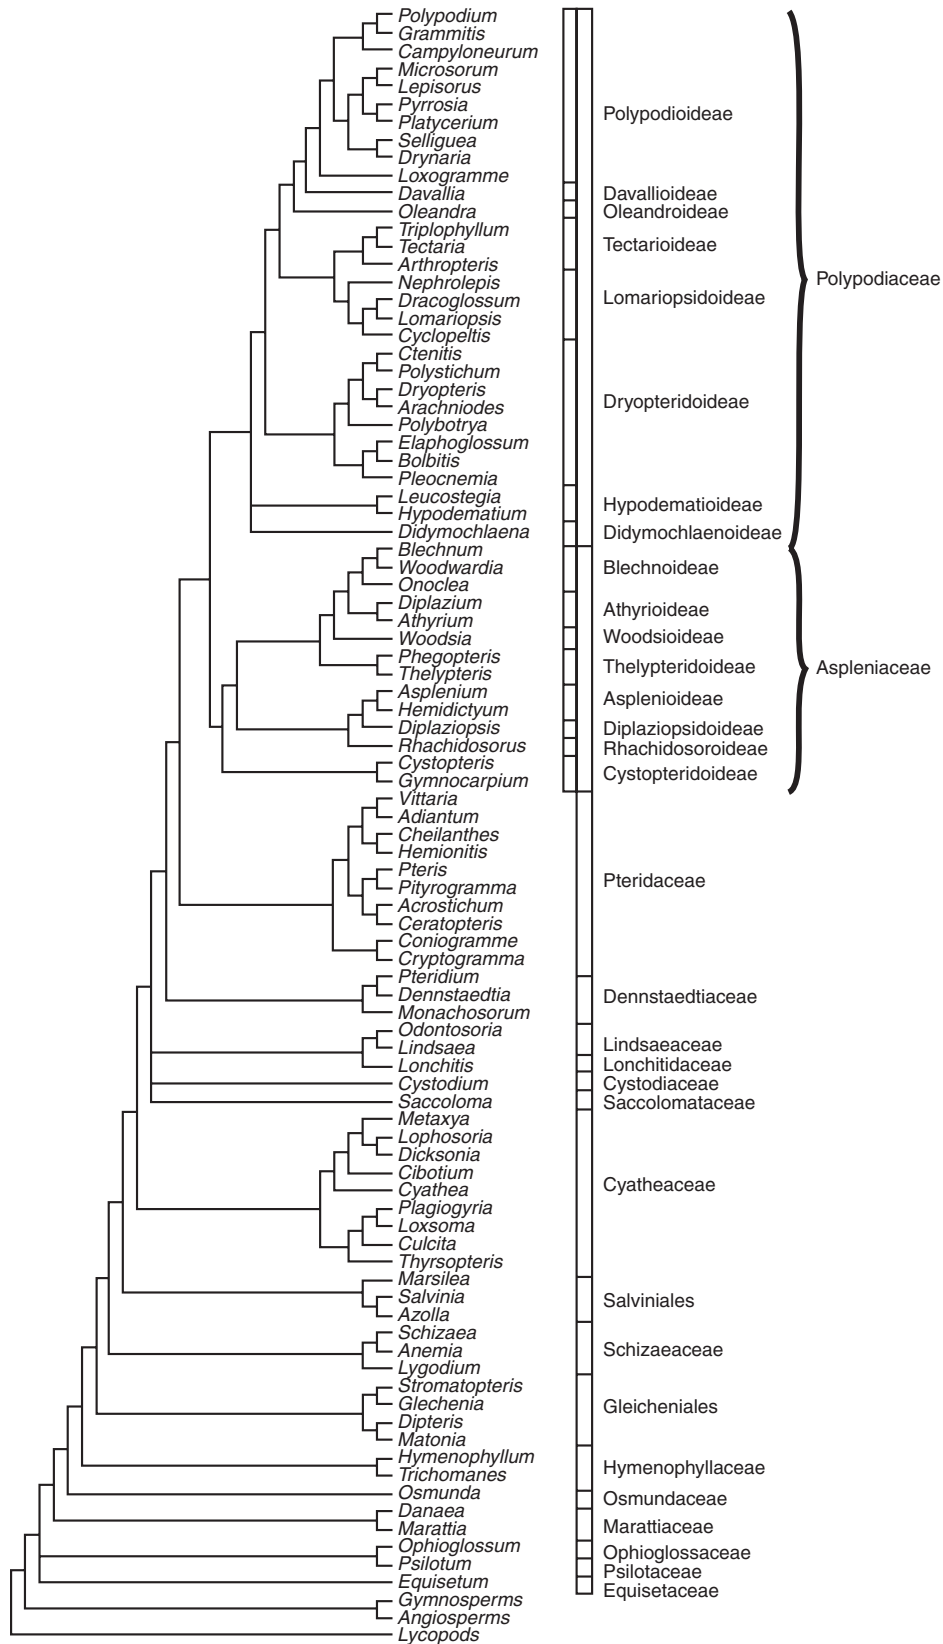 Polypodium
Grammitis
Campyloneurum
Microsorum
Lepisorus
Pyrrosia
Platycerium
Selliguea
Drynaria
Loxogramme
Davallia
Oleandra
Triplophyllum
Tectaria
Arthropteris
Nephrolepis
Dracoglossum
Lomariopsis
Cyclopeltis
Ctenitis
Polystichum
Dryopteris
Arachniodes
Polybotrya
Elaphoglossum
Bolbitis
Pleocnemia
Leucostegia
Hypodematium
Didymochlaena
Blechnum
Woodwardia
Onoclea
Diplazium
Athyrium
Woodsia
Phegopteris
Thelypteris
Asplenium
Hemidictyum
Diplaziopsis
Rhachidosorus
Cystopteris
Gymnocarpium
Vittaria
Adiantum
Cheilanthes
Hemionitis
Pteris
Pityrogramma
Acrostichum
Ceratopteris
Coniogramme
Cryptogramma
Pteridium
Dennstaedtia
Monachosorum
Odontosoria
Lindsaea
Lonchitis
Cystodium
Saccoloma
Metaxya
Lophosoria
Dicksonia
Cibotium
Cyathea
Plagiogyria
Loxsoma
Culcita
Thyrsopteris
Marsilea
Salvinia
Azolla
Schizaea
Anemia
Lygodium
Stromatopteris
Glechenia
Dipteris
Matonia
Hymenophyllum
Trichomanes
Osmunda
Danaea
Marattia
Ophioglossum
Psilotum
Equisetum
Gymnosperms
Angiosperms
Lycopods
Polypodioideae
Davallioideae
Oleandroideae
Tectarioideae
Lomariopsidoideae
Dryopteridoideae
Hypodematioideae
Didymochlaenoideae
Blechnoideae
Athyrioideae
Woodsioideae
Thelypteridoideae
Asplenioideae
Diplaziopsidoideae
Rhachidosoroideae
Cystopteridoideae
Pteridaceae
Dennstaedtiaceae
Lindsaeaceae
Lonchitidaceae
Cystodiaceae
Saccolomataceae
Cyatheaceae
Salviniales
Schizaeaceae
Gleicheniales
Hymenophyllaceae
Osmundaceae
Marattiaceae
Ophioglossaceae
Psilotaceae
Equisetaceae
Polypodiaceae
Aspleniaceae